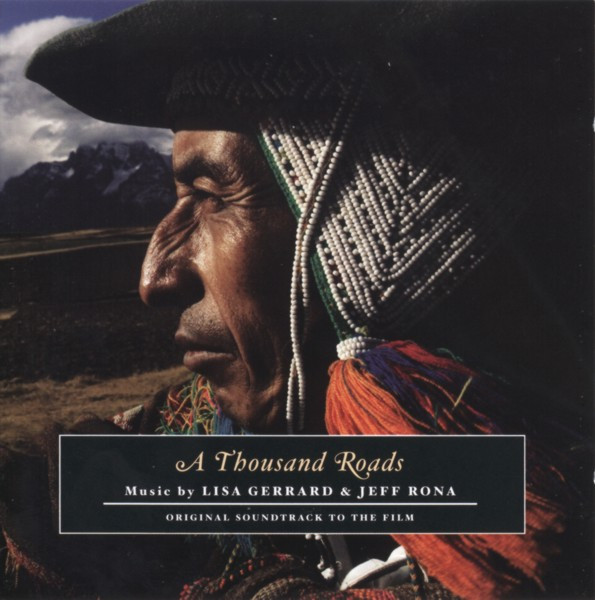 A Thousand Roads
Music by LISA GERRARD & JEFF RONA
ORIGINAL SOUNDTRACK TO THE FILM